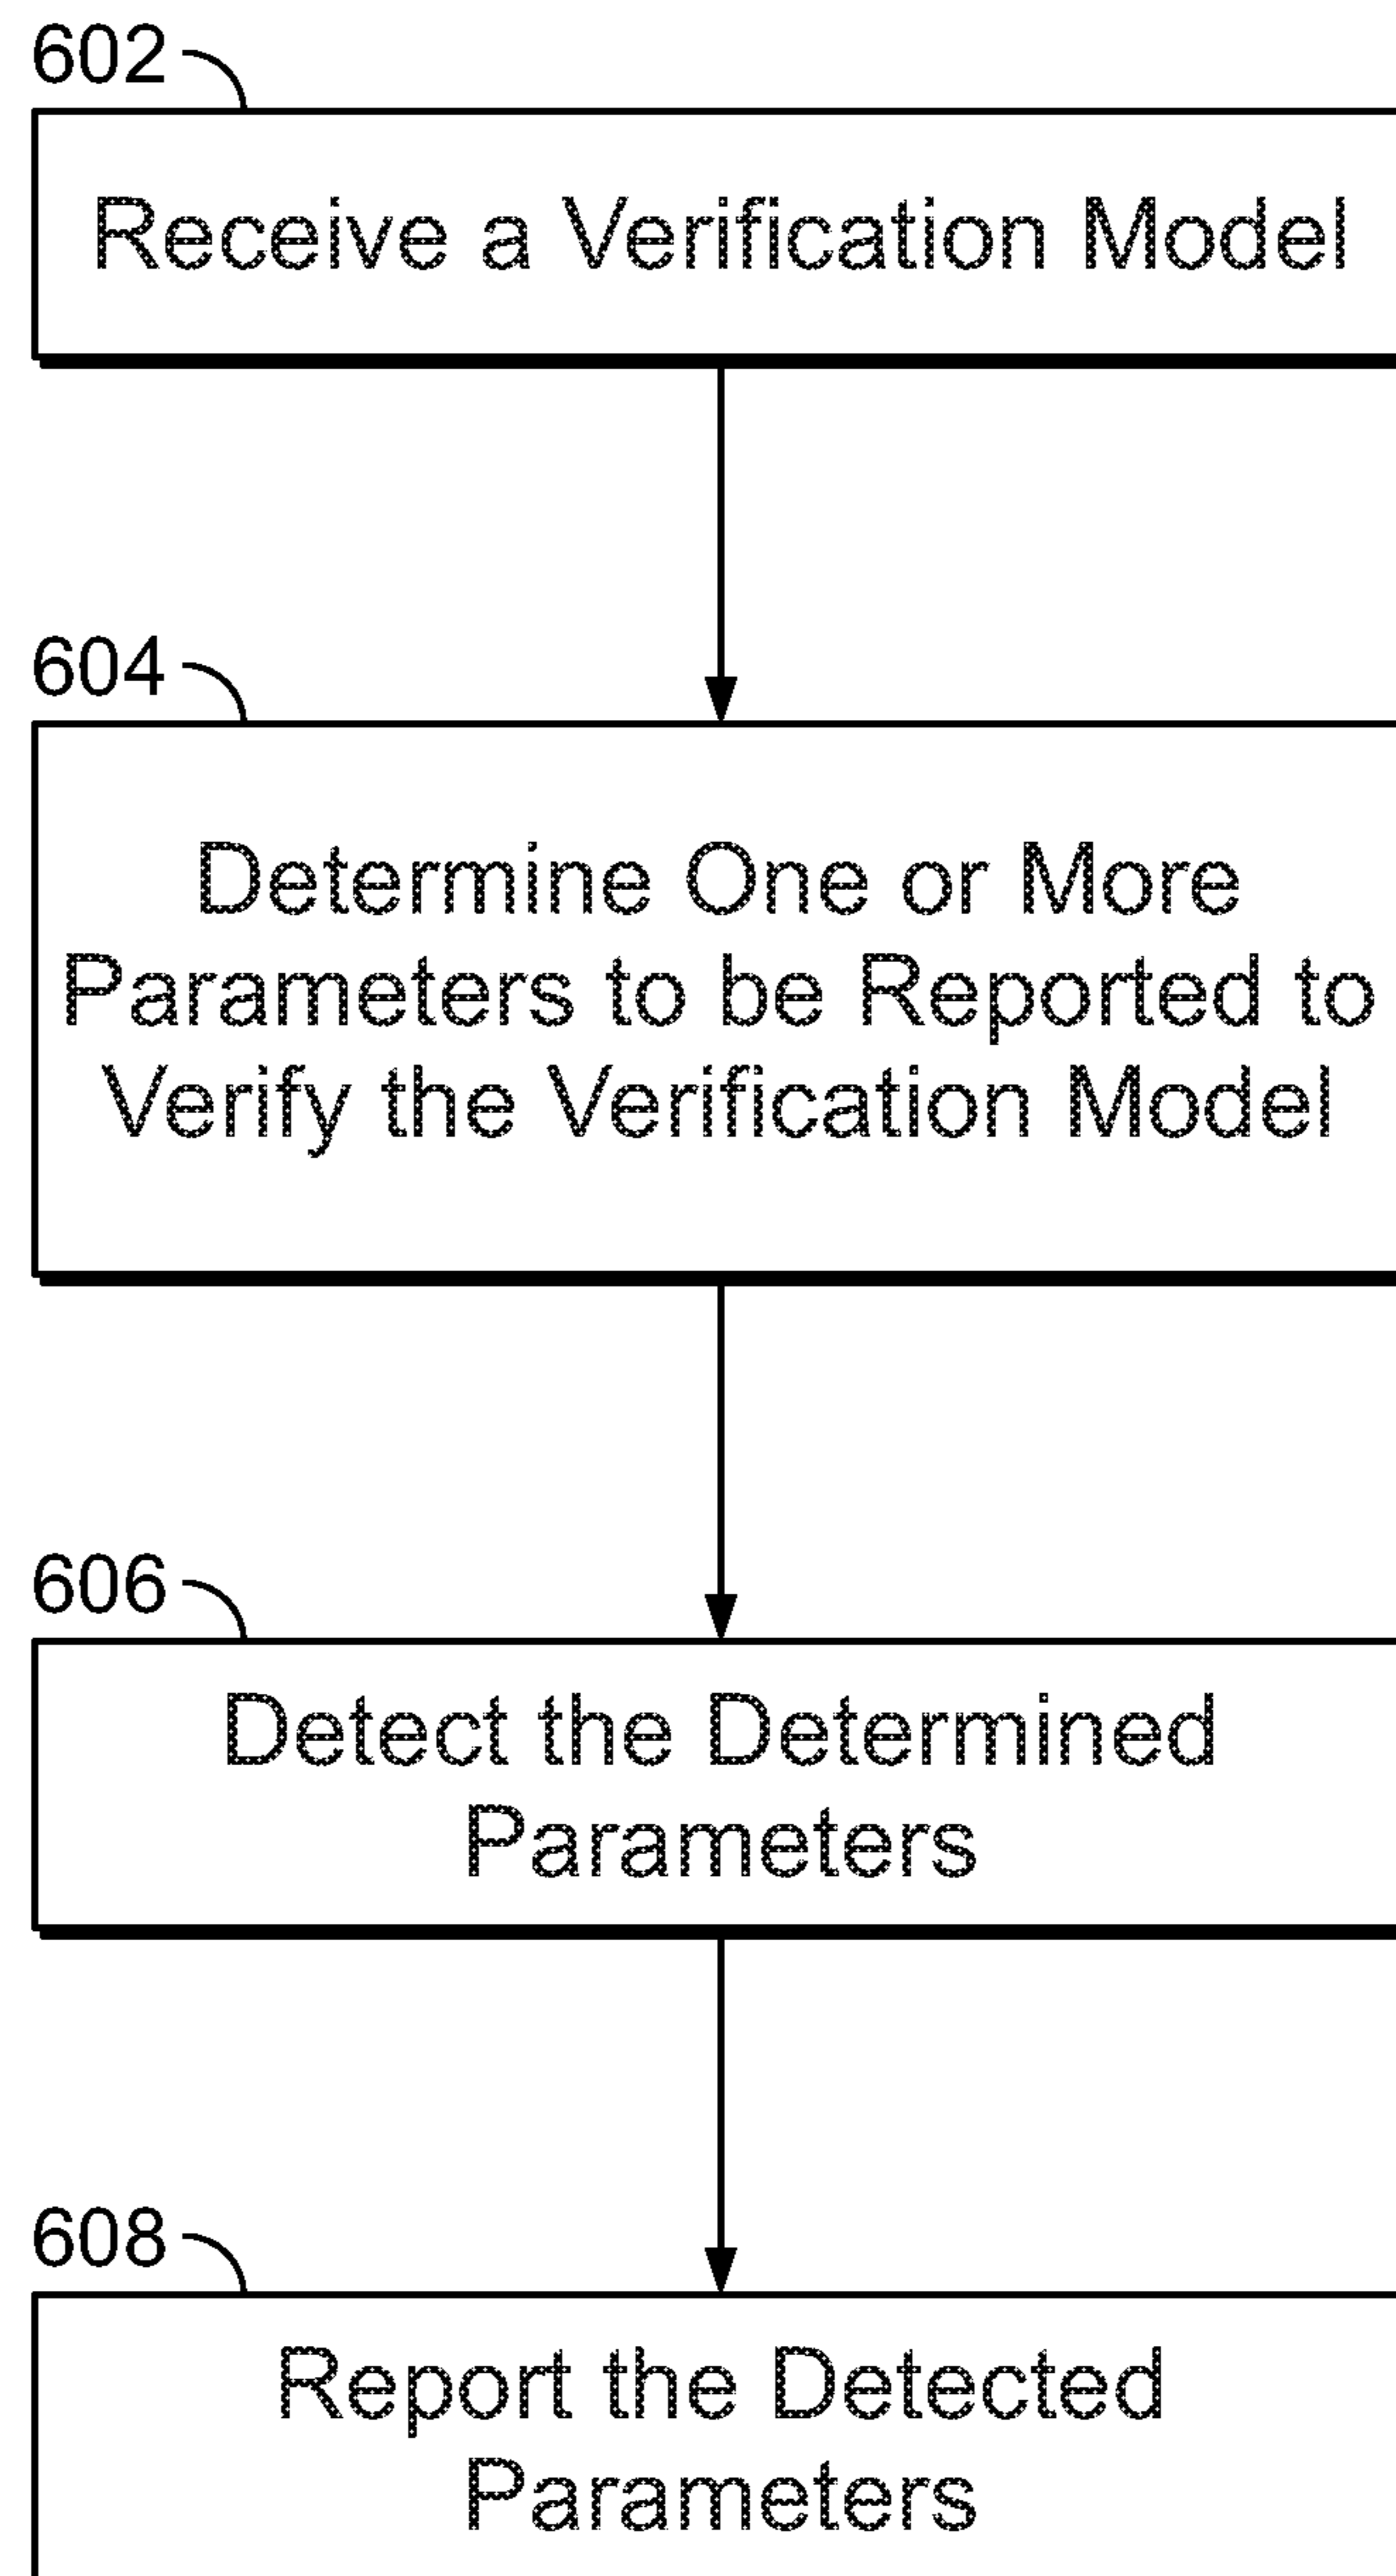 602
Receive a Verification Model
604
Determine One or More
Parameters to be Reported to
Verify the Verification Model
606
Detect the Determined
Parameters
608
Report the Detected
Parameters